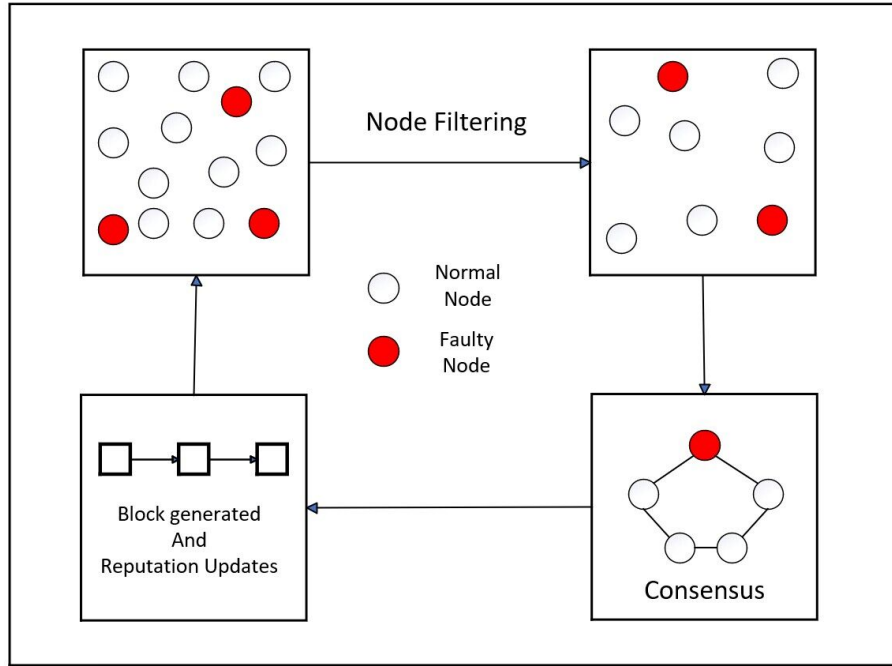 Node Filtering
Normal
Node
Faulty
Node
Block generated
And
Reputation Updates
Consensus